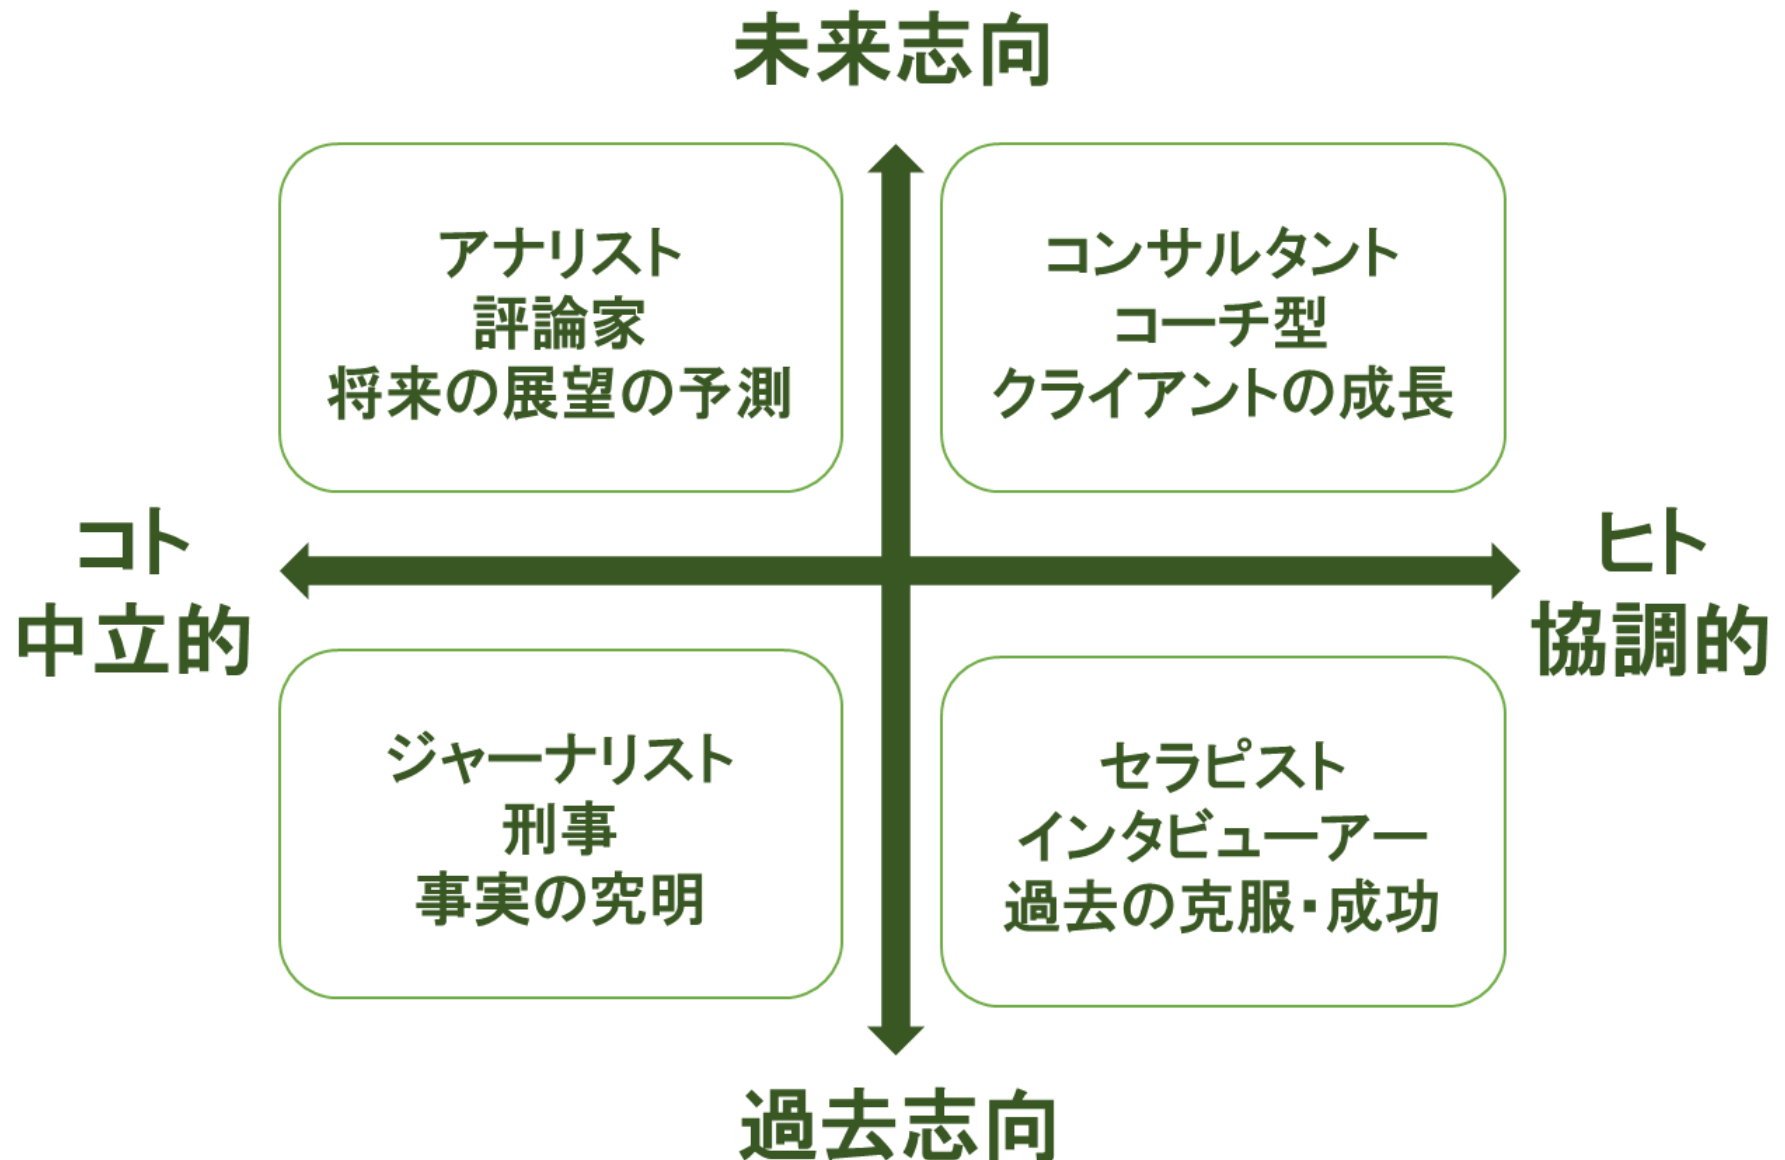 未来志向
アナリスト
評論家
将来の展望の予測
コンサルタント
コーチ型
クライアントの成長
コト
中立的
ヒト
協調的
ジャーナリスト
刑事
事実の究明
セラピスト
インタビューアー
過去の克服・成功
過去志向